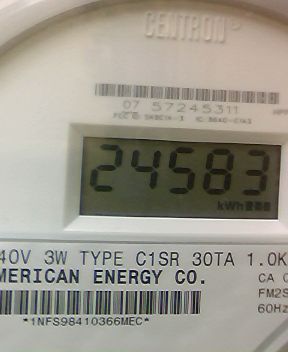 CENTRON®
07 57245311
24583
kWh
40V 3W TYPE C1SR 30TA 1.0K
MERICAN ENERGY CO.
CA
FM2S
60Hz
*1NFS98410366MEC*